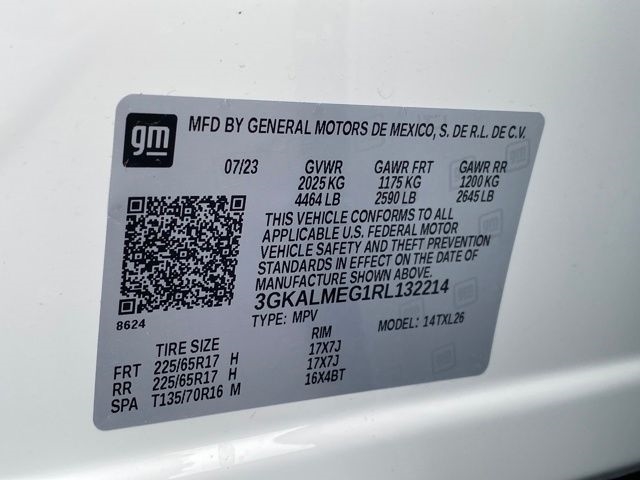 gm MFD BY GENERAL MOTORS DE MEXICO, S. DE R.L. DE C.V.
07/23 GVWR GAWR FRT GAWR RR
2025 KG 1175 KG 1200 KG
4464 LB 2590 LB 2645 LB
THIS VEHICLE CONFORMS TO ALL
APPLICABLE U.S. FEDERAL MOTOR
VEHICLE SAFETY AND THEFT PREVENTION
STANDARDS IN EFFECT ON THE DATE OF
MANUFACTURE SHOWN ABOVE.
3GKALMEG1RL132214
8624 TYPE: MPV MODEL: 14TXL26
TIRE SIZE RIM
FRT 225/65R17 H 17X7J
RR 225/65R17 H 17X7J
SPA T135/70R16 M 16X4BT